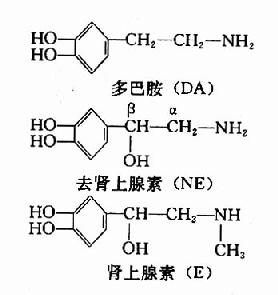 HO
HO
CH₂—CH₂—NH₂
多巴胺 (DA)
β α
HO
HO
CH—CH₂—NH₂
OH
去肾上腺素 (NE)
HO
HO
CH—CH₂—NH
OH CH₃
肾上腺素 (E)